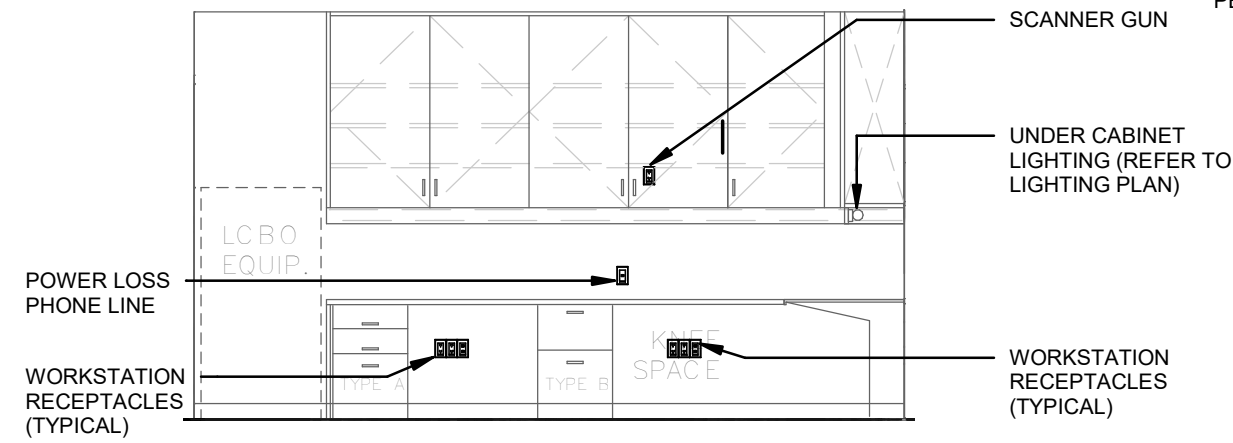 SCANNER GUN
PE
UNDER CABINET
LIGHTING (REFER TO
LIGHTING PLAN)
LCBO
EQUIP.
POWER LOSS
PHONE LINE
KNEE
SPACE
TYPE A
TYPE B
WORKSTATION
RECEPTACLES
(TYPICAL)
WORKSTATION
RECEPTACLES
(TYPICAL)